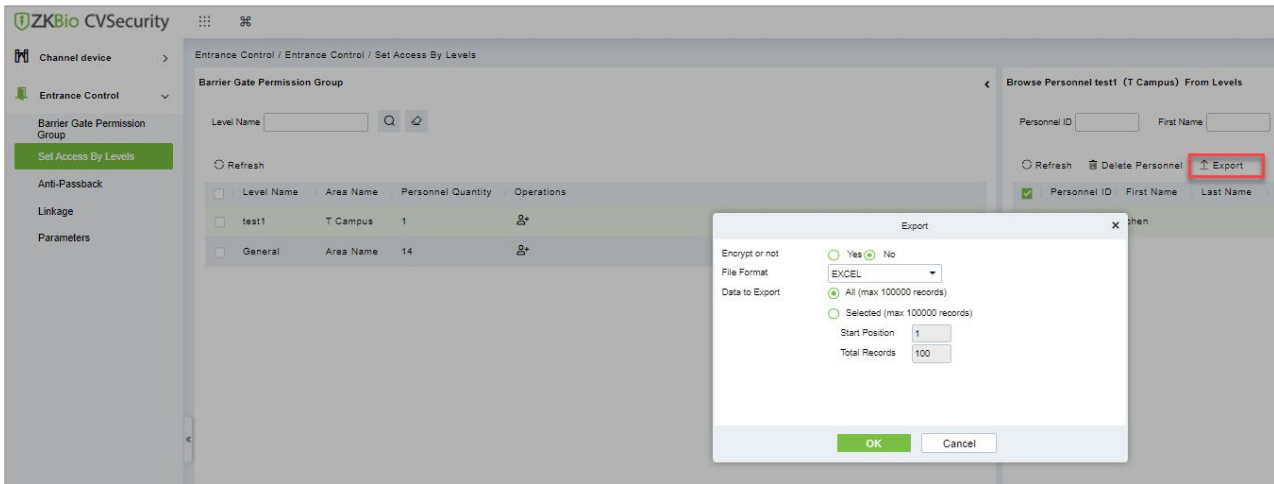 ZKBio CVSecurity
Channel device
Entrance Control
Barrier Gate Permission
Group
Set Access By Levels
Anti-Passback
Linkage
Parameters
Entrance Control / Entrance Control / Set Access By Levels
Barrier Gate Permission Group
Level Name
Refresh
Level Name Area Name Personnel Quantity Operations
test1 T Campus 1
General Area Name 14
Browse Personnel test1 (T Campus) From Levels
Personnel ID First Name
Refresh Delete Personnel Export
Personnel ID First Name Last Name
Export
Encrypt or not Yes No
File Format EXCEL
Data to Export All (max 100000 records)
Selected (max 100000 records)
Start Position 1
Total Records 100
OK Cancel